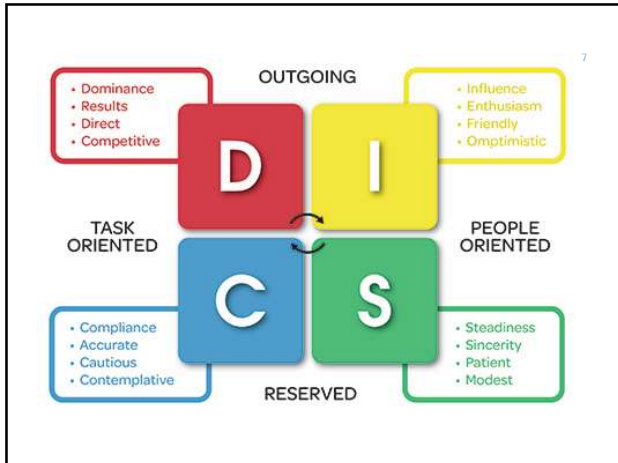 7
OUTGOING
• Dominance
• Results
• Direct
• Competitive
• Influence
• Enthusiasm
• Friendly
• Omptimistic
D
I
TASK
ORIENTED
PEOPLE
ORIENTED
C
S
• Compliance
• Accurate
• Cautious
• Contemplative
• Steadiness
• Sincerity
• Patient
• Modest
RESERVED